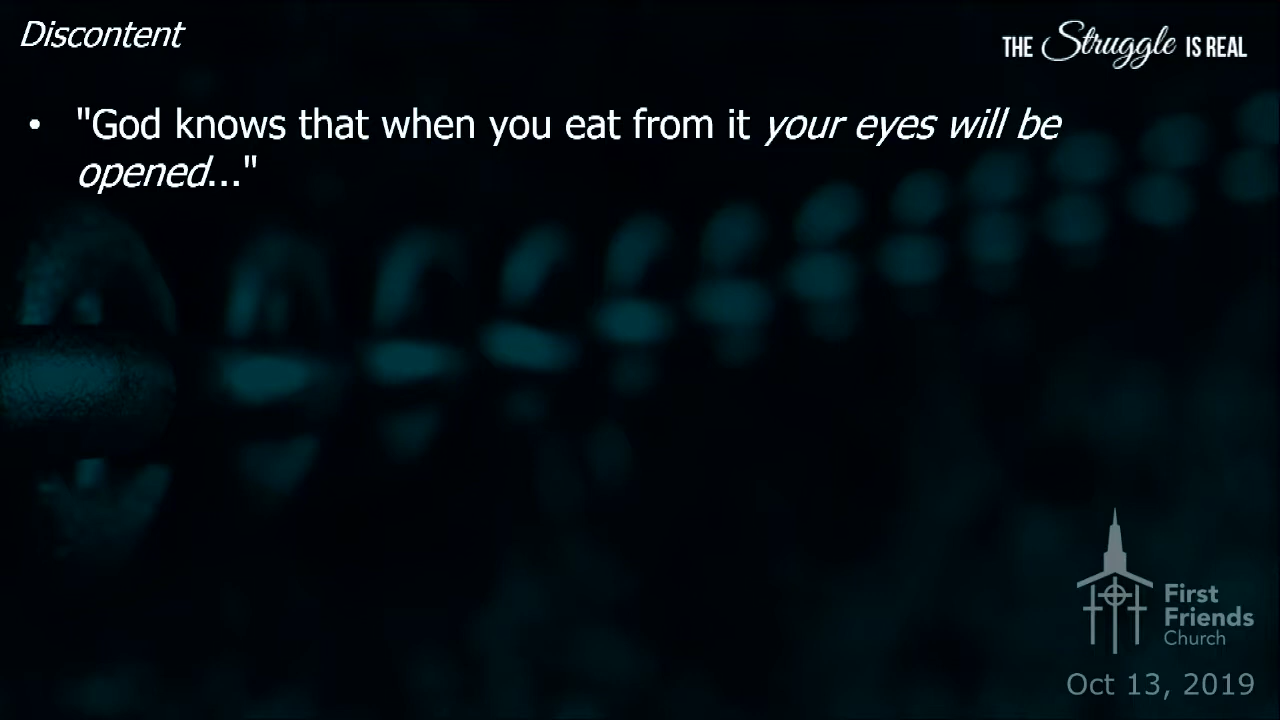 Discontent
THE Struggle IS REAL
• "God knows that when you eat from it your eyes will be
opened..."
First
Friends
Church
Oct 13, 2019